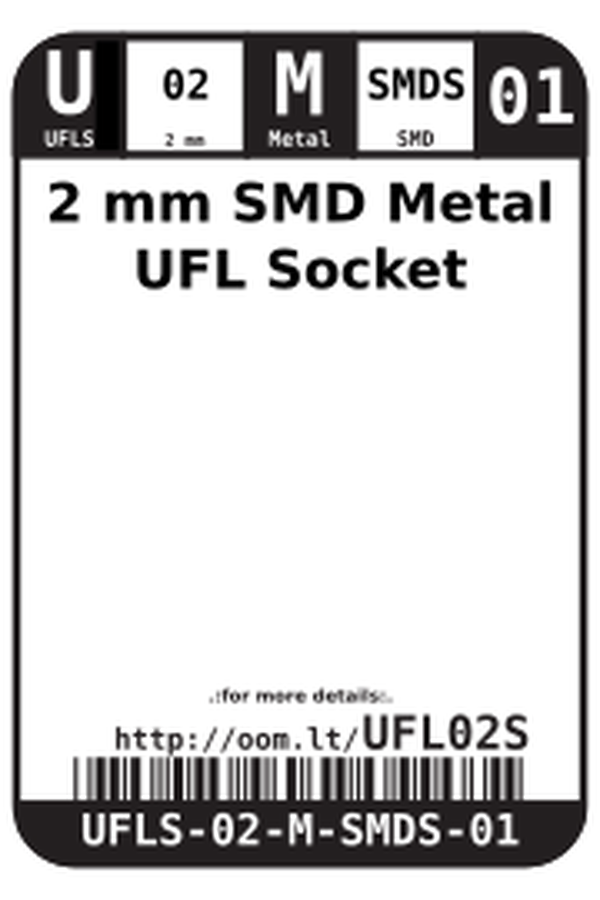 U 02 M SMDS 01
UFLS 2 mm Metal SMD
2 mm SMD Metal
UFL Socket
.:for more details:.
http://oom.lt/UFL02S
UFLS-02-M-SMDS-01